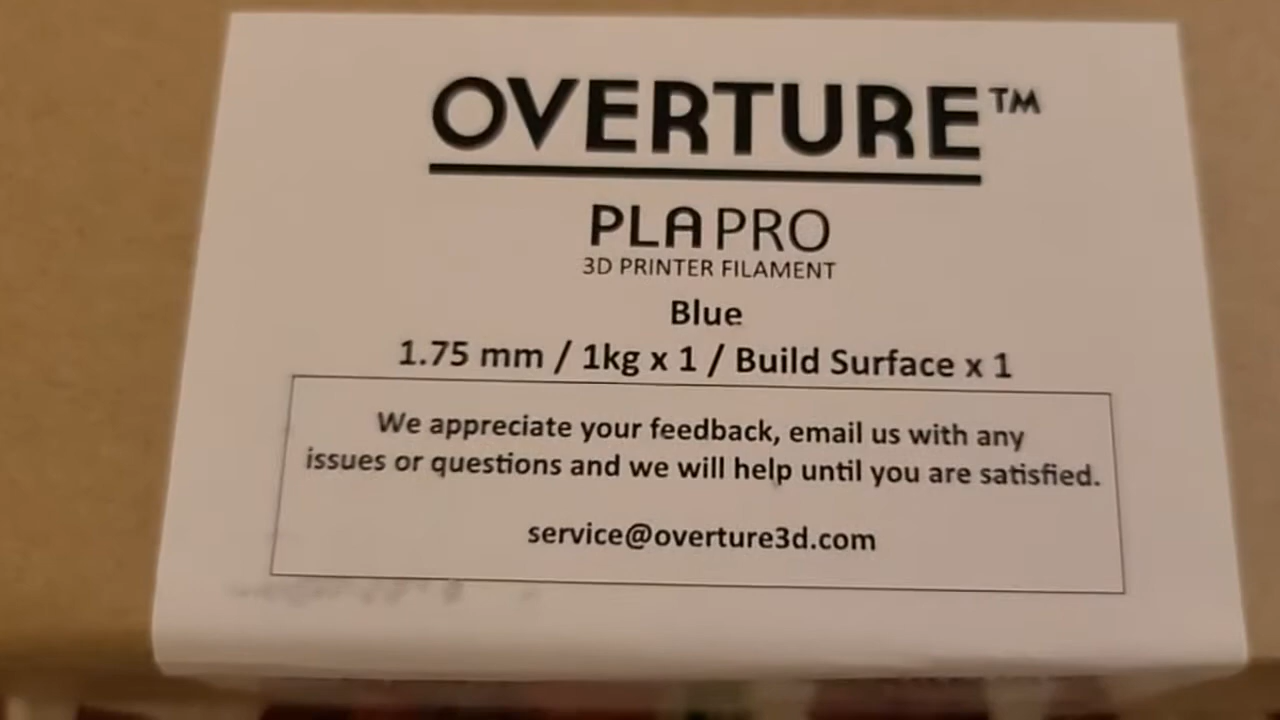 OVERTURE™
PLA PRO
3D PRINTER FILAMENT
Blue
1.75 mm / 1kg x 1 / Build Surface x 1
We appreciate your feedback, email us with any
issues or questions and we will help until you are satisfied.
service@overture3d.com